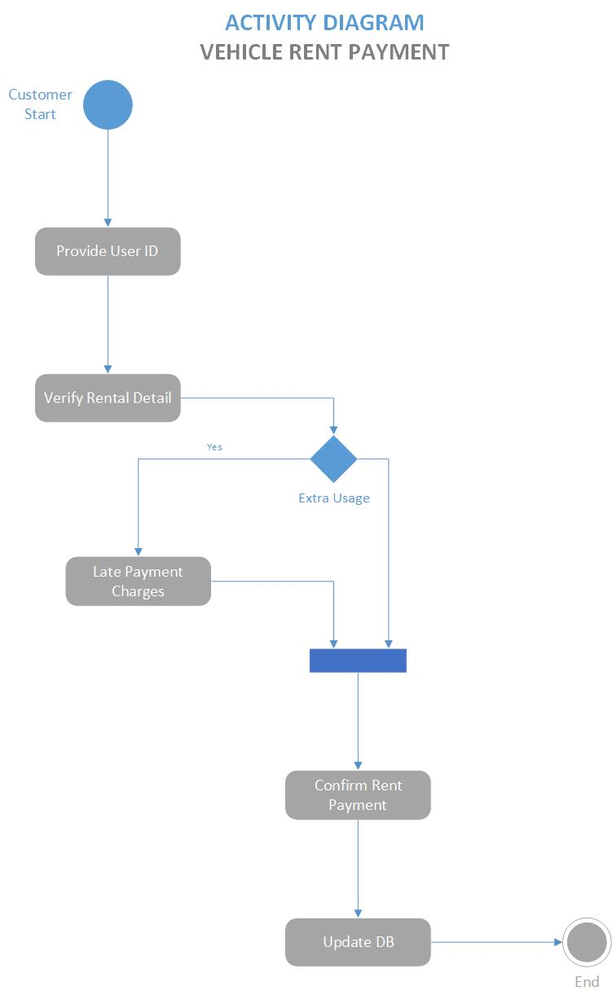 ACTIVITY DIAGRAM
VEHICLE RENT PAYMENT
Customer
Start
Provide User ID
Verify Rental Detail
Yes
Extra Usage
Late Payment
Charges
Confirm Rent
Payment
Update DB
End